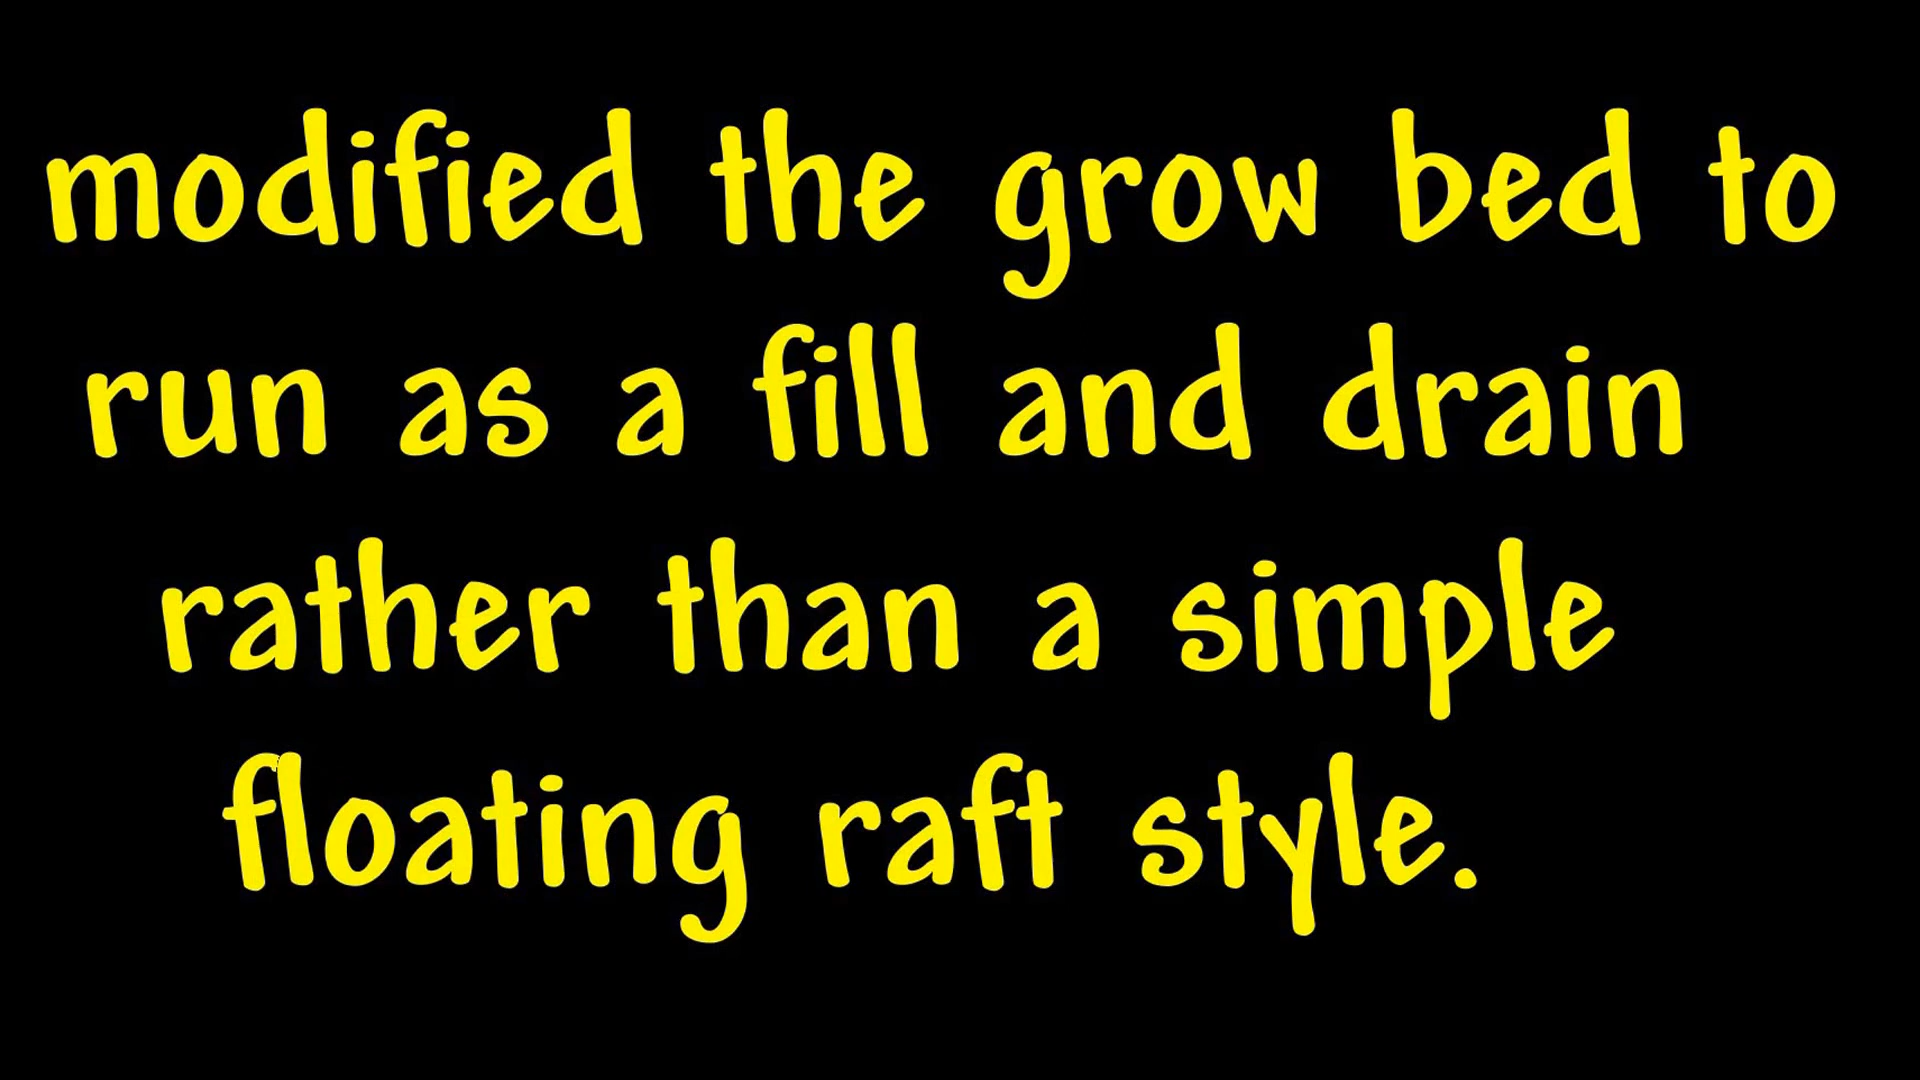 modified the grow bed to
run as a fill and drain
rather than a simple
floating raft style.